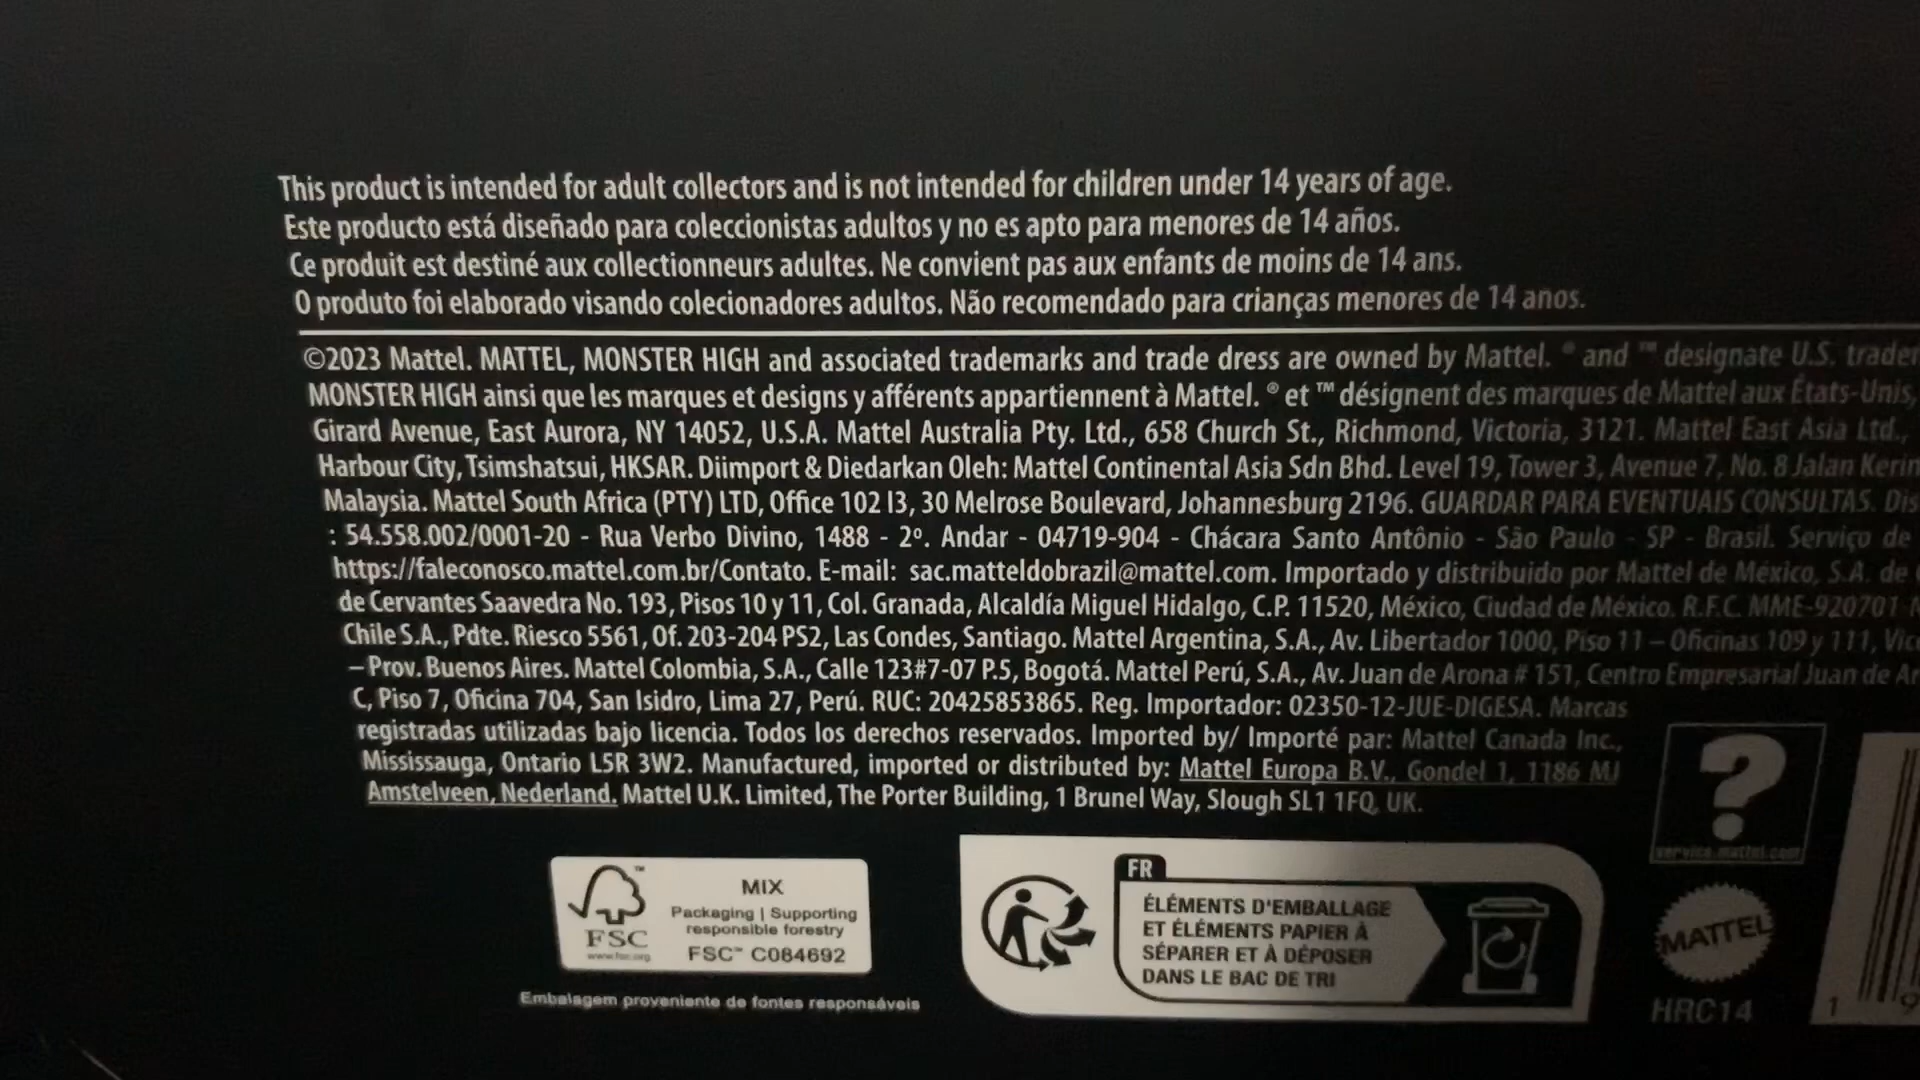 This product is intended for adult collectors and is not intended for children under 14 years of age.
Este producto está diseñado para coleccionistas adultos y no es apto para menores de 14 años.
Ce produit est destiné aux collectionneurs adultes. Ne convient pas aux enfants de moins de 14 ans.
O produto foi elaborado visando colecionadores adultos. Não recomendado para crianças menores de 14 anos.
©2023 Mattel. MATTEL, MONSTER HIGH and associated trademarks and trade dress are owned by Mattel. ® and ™ designate U.S.
MONSTER HIGH ainsi que les marques et designs y afférents appartiennent à Mattel. ® et ™ désignent des marques de Mattel aux États-Unis,
Girard Avenue, East Aurora, NY 14052, U.S.A. Mattel Australia Pty. Ltd., 658 Church St., Richmond, Victoria, 3121. Mattel East Asia Ltd.,
Harbour City, Tsimshatsui, HKSAR. Diimport & Diedarkan Oleh: Mattel Continental Asia Sdn Bhd. Level 19, Tower 3, Avenue 7, No. 8 Jalan
Malaysia. Mattel South Africa (PTY) LTD, Office 102 I3, 30 Melrose Boulevard, Johannesburg 2196. GUARDAR PARA EVENTUAIS CONSULTAS.
: 54.558.002/0001-20 - Rua Verbo Divino, 1488 - 2º. Andar - 04719-904 - Chácara Santo Antônio - São Paulo - SP - Brasil. Serviço de
https://faleconosco.mattel.com.br/Contato. E-mail: sac.matteldobrazil@mattel.com. Importado y distribuido por Mattel de México, S.A. de
de Cervantes Saavedra No. 193, Pisos 10 y 11, Col. Granada, Alcaldía Miguel Hidalgo, C.P. 11520, México, Ciudad de México. R.F.C. MME-920701-
Chile S.A., Pdte. Riesco 5561, Of. 203-204 PS2, Las Condes, Santiago. Mattel Argentina, S.A., Av. Libertador 1000, Piso 11 – Oficinas 109 y 111,
– Prov. Buenos Aires. Mattel Colombia, S.A., Calle 123#7-07 P.5, Bogotá. Mattel Perú, S.A., Av. Juan de Arona # 151, Centro Empresarial Juan de
C, Piso 7, Oficina 704, San Isidro, Lima 27, Perú. RUC: 20425853865. Reg. Importador: 02350-12-JUE-DIGESA. Marcas
registradas utilizadas bajo licencia. Todos los derechos reservados. Imported by/ Importé par: Mattel Canada Inc.,
Mississauga, Ontario L5R 3W2. Manufactured, imported or distributed by: Mattel Europa B.V., Gondel 1, 1186 MJ
Amstelveen, Nederland. Mattel U.K. Limited, The Porter Building, 1 Brunel Way, Slough SL1 1FQ, UK.
?
service.mattel.com
FSC
www.fsc.org
MIX
Packaging | Supporting
responsible forestry
FSC™ C084692
Embalagem proveniente de fontes responsáveis
FR
ÉLÉMENTS D'EMBALLAGE
ET ÉLÉMENTS PAPIER À
SÉPARER ET À DÉPOSER
DANS LE BAC DE TRI
MATTEL
HRC14
1